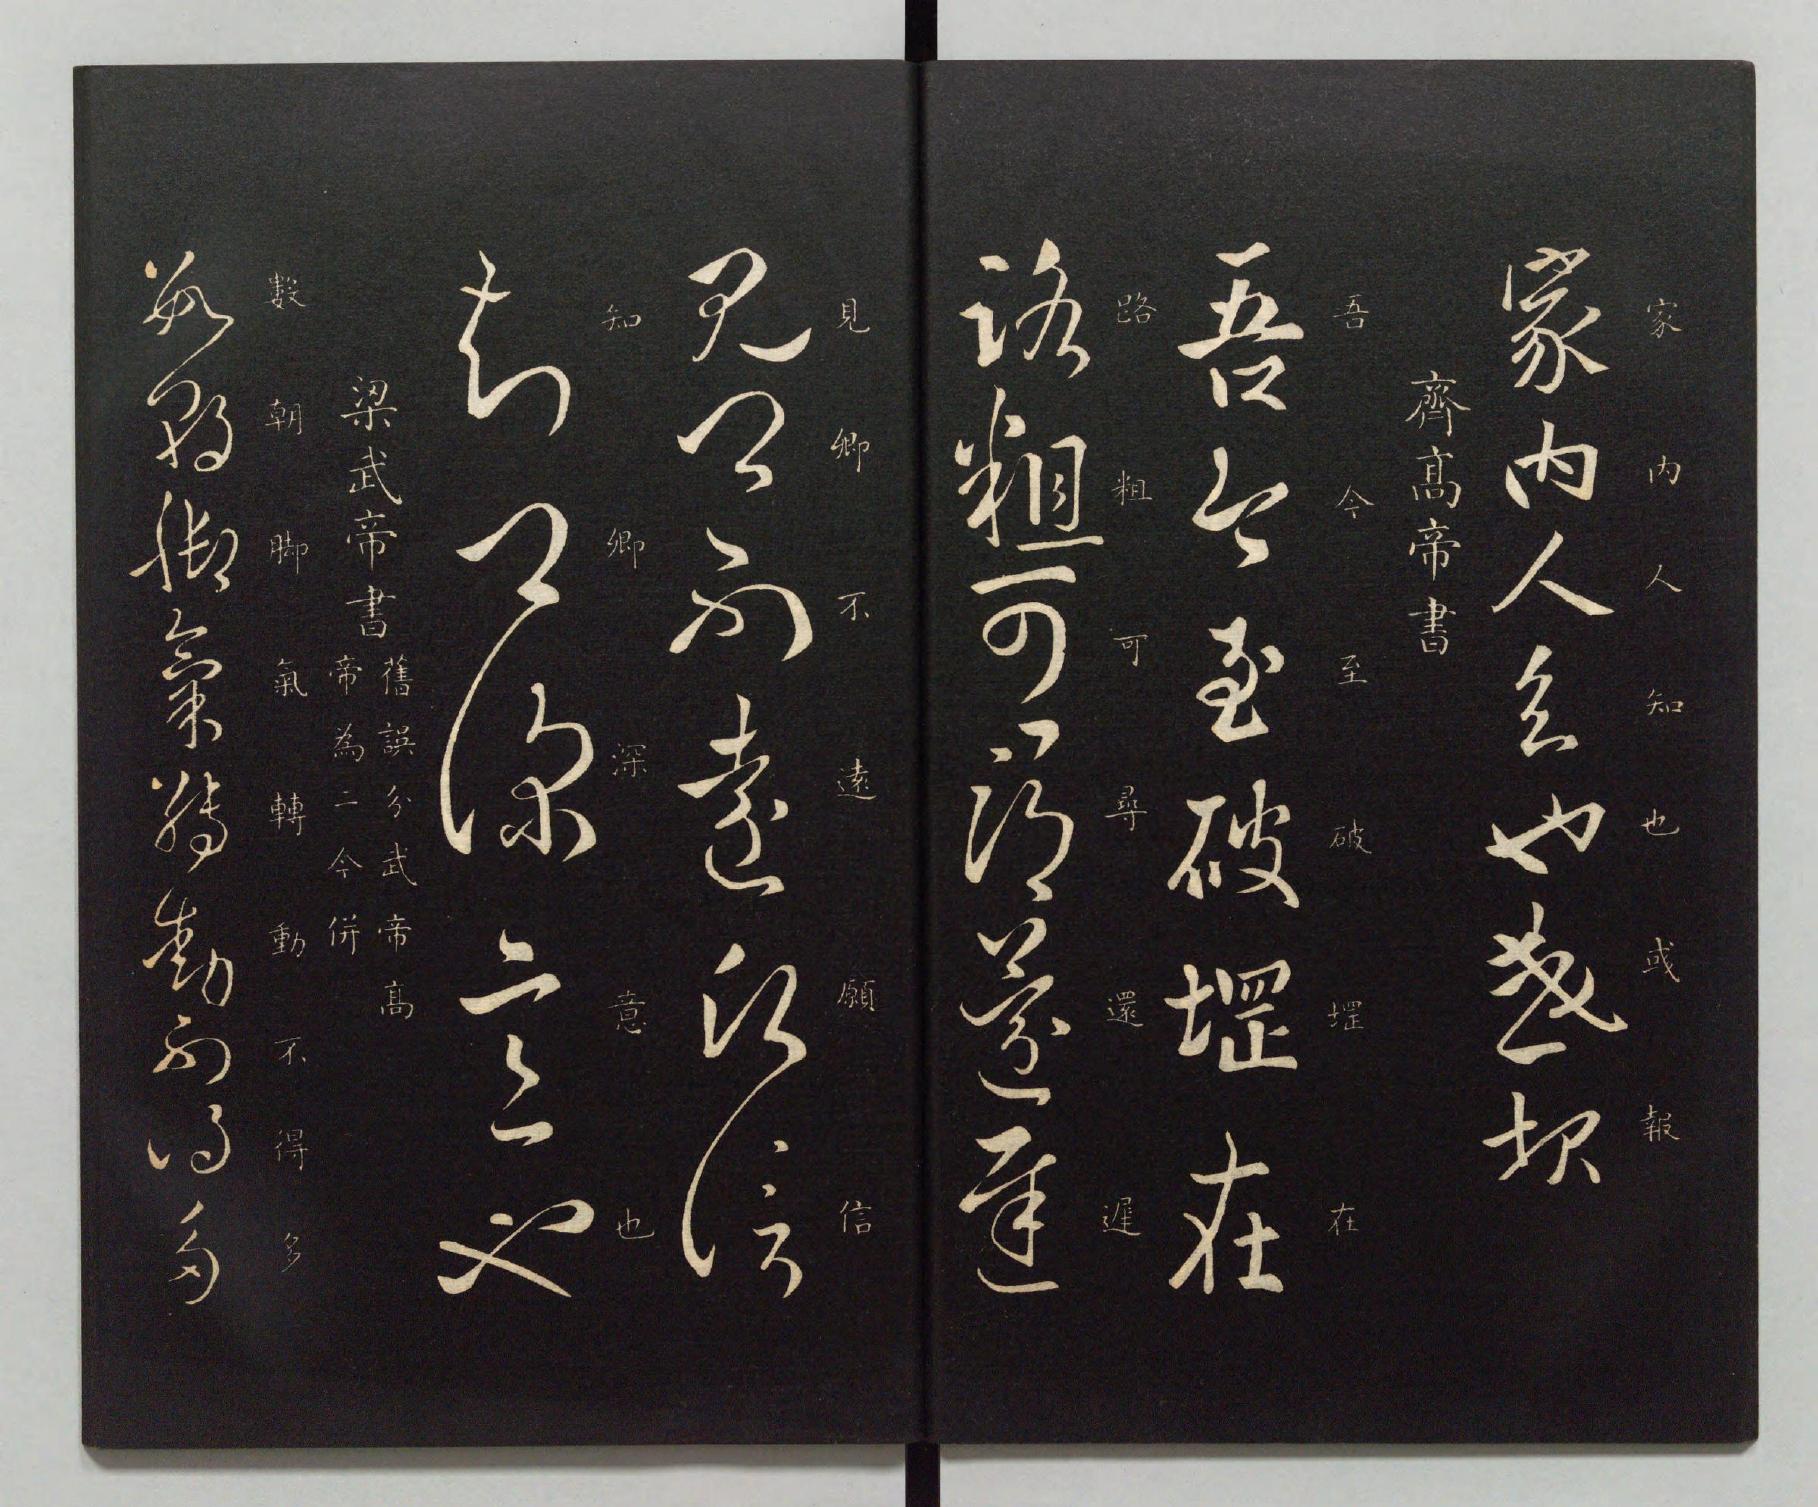 家内人知也或報
家内人知也或報
齊髙帝書
吾今至破堽在
吾今至破堽在
路粗可尋還遲
路粗可尋還遲
見卿不遠願信
見卿不遠願信
知卿深意也
知卿深意也
梁武帝書
舊誤分武帝髙
帝為二今併
數朝脚氣轉動不得多
數朝脚氣轉動不得多